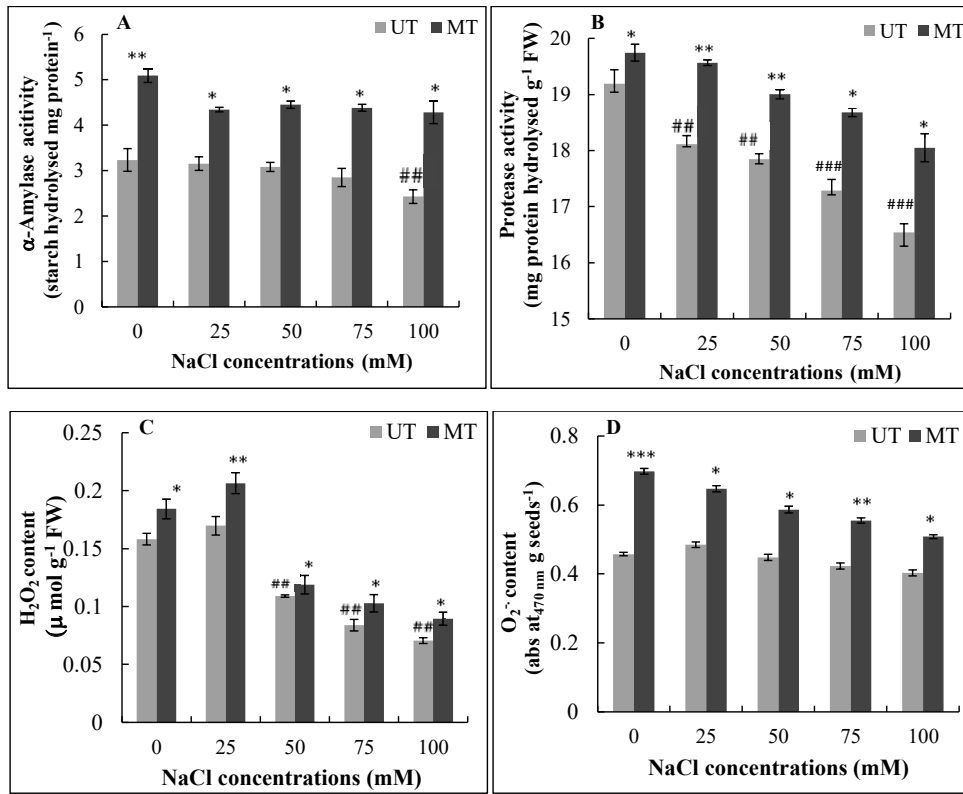 A
UT MT
α-Amylase acitivity
(starch hydrolysed mg protein-1)
6
5
4
3
2
1
0
** * * * *
##
0 25 50 75 100
NaCl concentrations (mM)
B
UT MT
Protease activity
(mg protein hydrolysed g-1 FW)
20
19
18
17
16
15
* ** ** * *
## ## ### ###
0 25 50 75 100
NaCl concentrations (mM)
C
UT MT
H2O2 content
(μ mol g-1 FW)
0.25
0.2
0.15
0.1
0.05
0
* ** * * *
## ## ##
0 25 50 75 100
NaCl concentrations (mM)
D
UT MT
O2·- content
(abs at470 nm g seeds-1)
0.8
0.6
0.4
0.2
0
*** * * ** *
0 25 50 75 100
NaCl concentrations (mM)